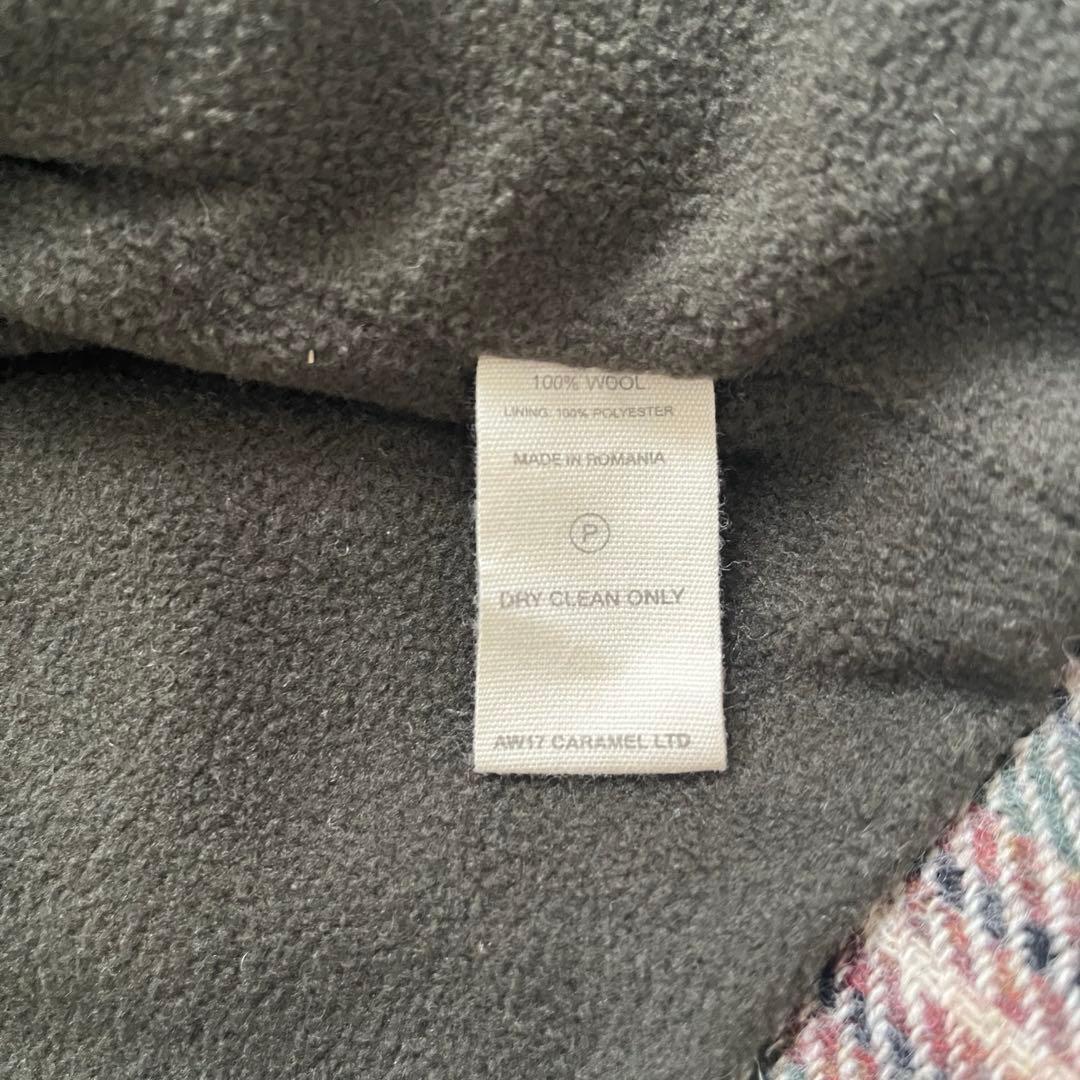 100% WOOL
LINING: 100% POLYESTER
MADE IN ROMANIA
P
DRY CLEAN ONLY
AW17 CARAMEL LTD